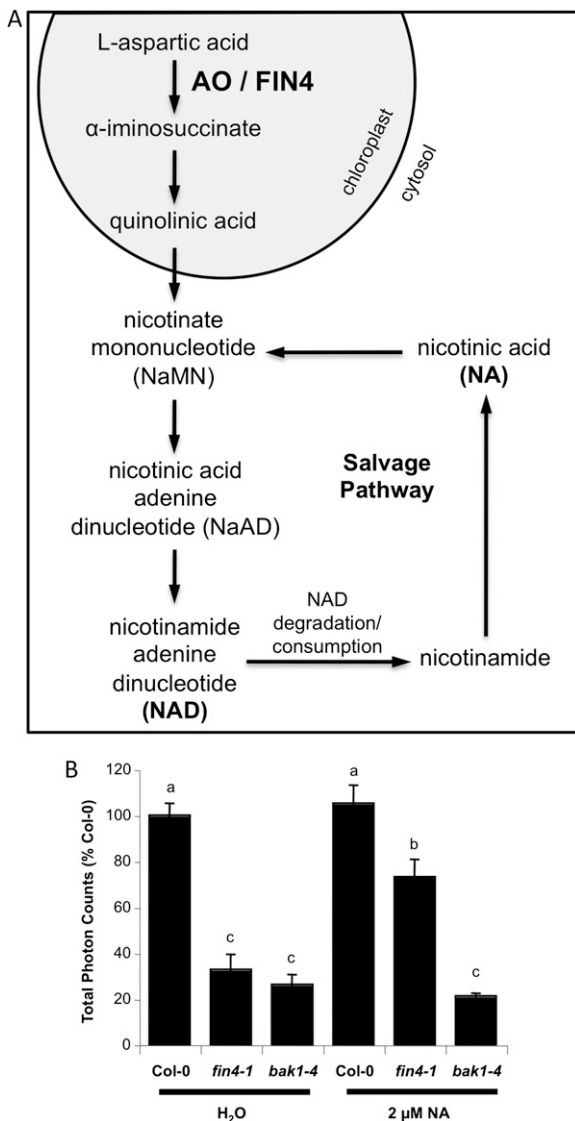 A
L-aspartic acid
AO / FIN4
α-iminosuccinate
chloroplast
cytosol
quinolinic acid
nicotinate
mononucleotide
(NaMN)
nicotinic acid
(NA)
Salvage
Pathway
nicotinic acid
adenine
dinucleotide (NaAD)
NAD
degradation/
consumption
nicotinamide
adenine
dinucleotide
(NAD)
nicotinamide
B
Total Photon Counts (% Col-0)
120
100
80
60
40
20
0
a
c
c
a
b
c
Col-0 fin4-1 bak1-4 Col-0 fin4-1 bak1-4
H₂O 2 µM NA